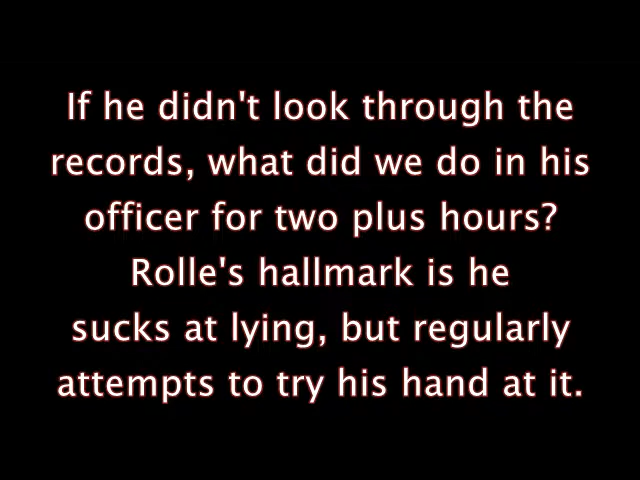 If he didn't look through the
records, what did we do in his
officer for two plus hours?
Rolle's hallmark is he
sucks at lying, but regularly
attempts to try his hand at it.